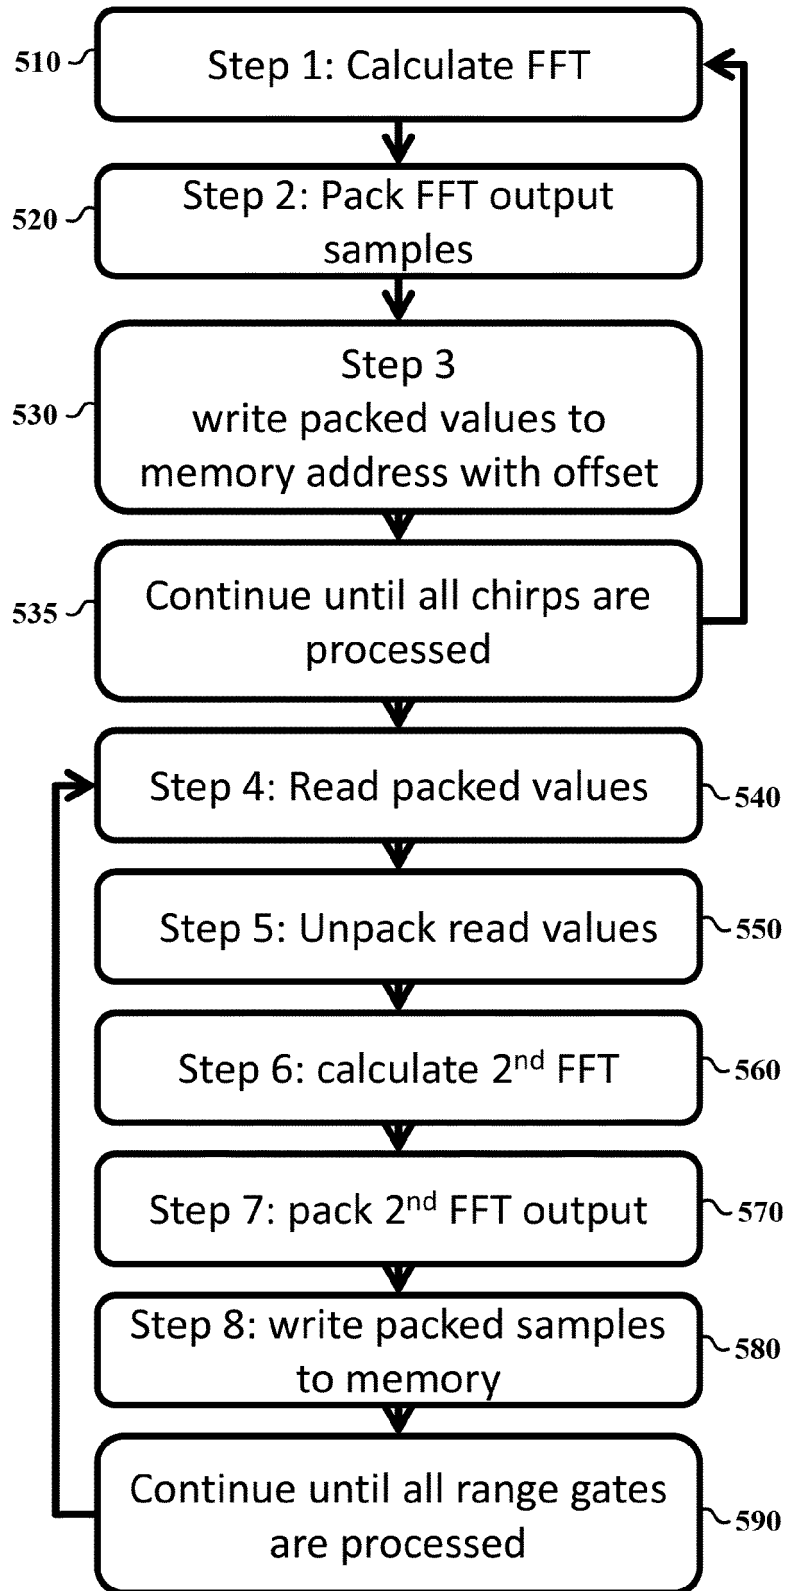 510
Step 1: Calculate FFT
520
Step 2: Pack FFT output
samples
530
Step 3
write packed values to
memory address with offset
535
Continue until all chirps are
processed
Step 4: Read packed values
540
Step 5: Unpack read values
550
Step 6: calculate 2nd FFT
560
Step 7: pack 2nd FFT output
570
Step 8: write packed samples
to memory
580
Continue until all range gates
are processed
590